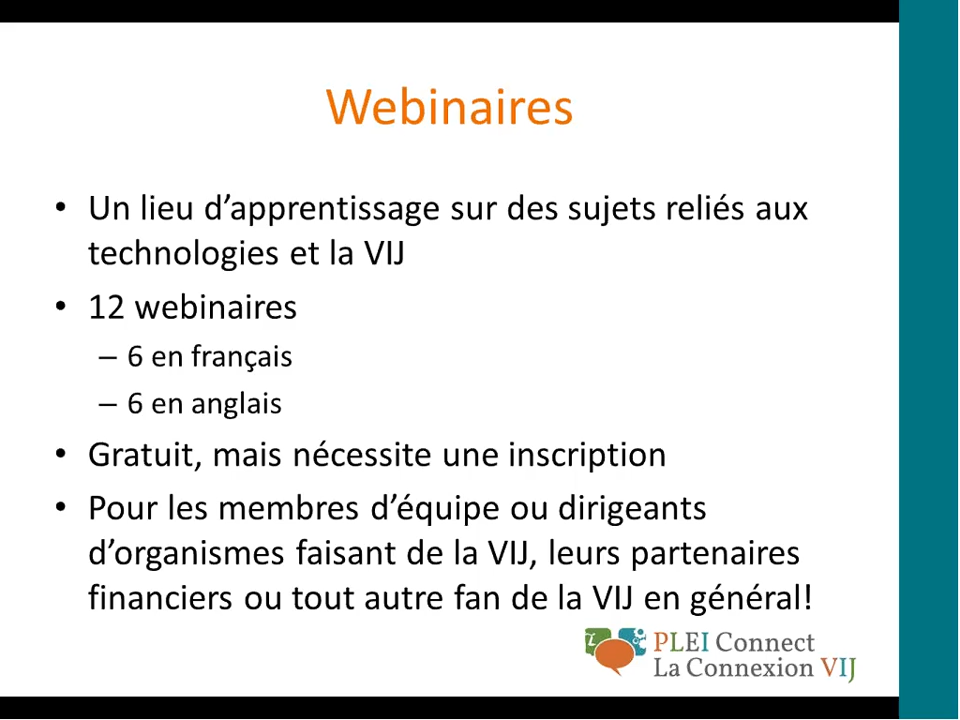 Webinaires
• Un lieu d’apprentissage sur des sujets reliés aux
technologies et la VIJ
• 12 webinaires
– 6 en français
– 6 en anglais
• Gratuit, mais nécessite une inscription
• Pour les membres d’équipe ou dirigeants
d’organismes faisant de la VIJ, leurs partenaires
financiers ou tout autre fan de la VIJ en général!
PLEI Connect
La Connexion VIJ